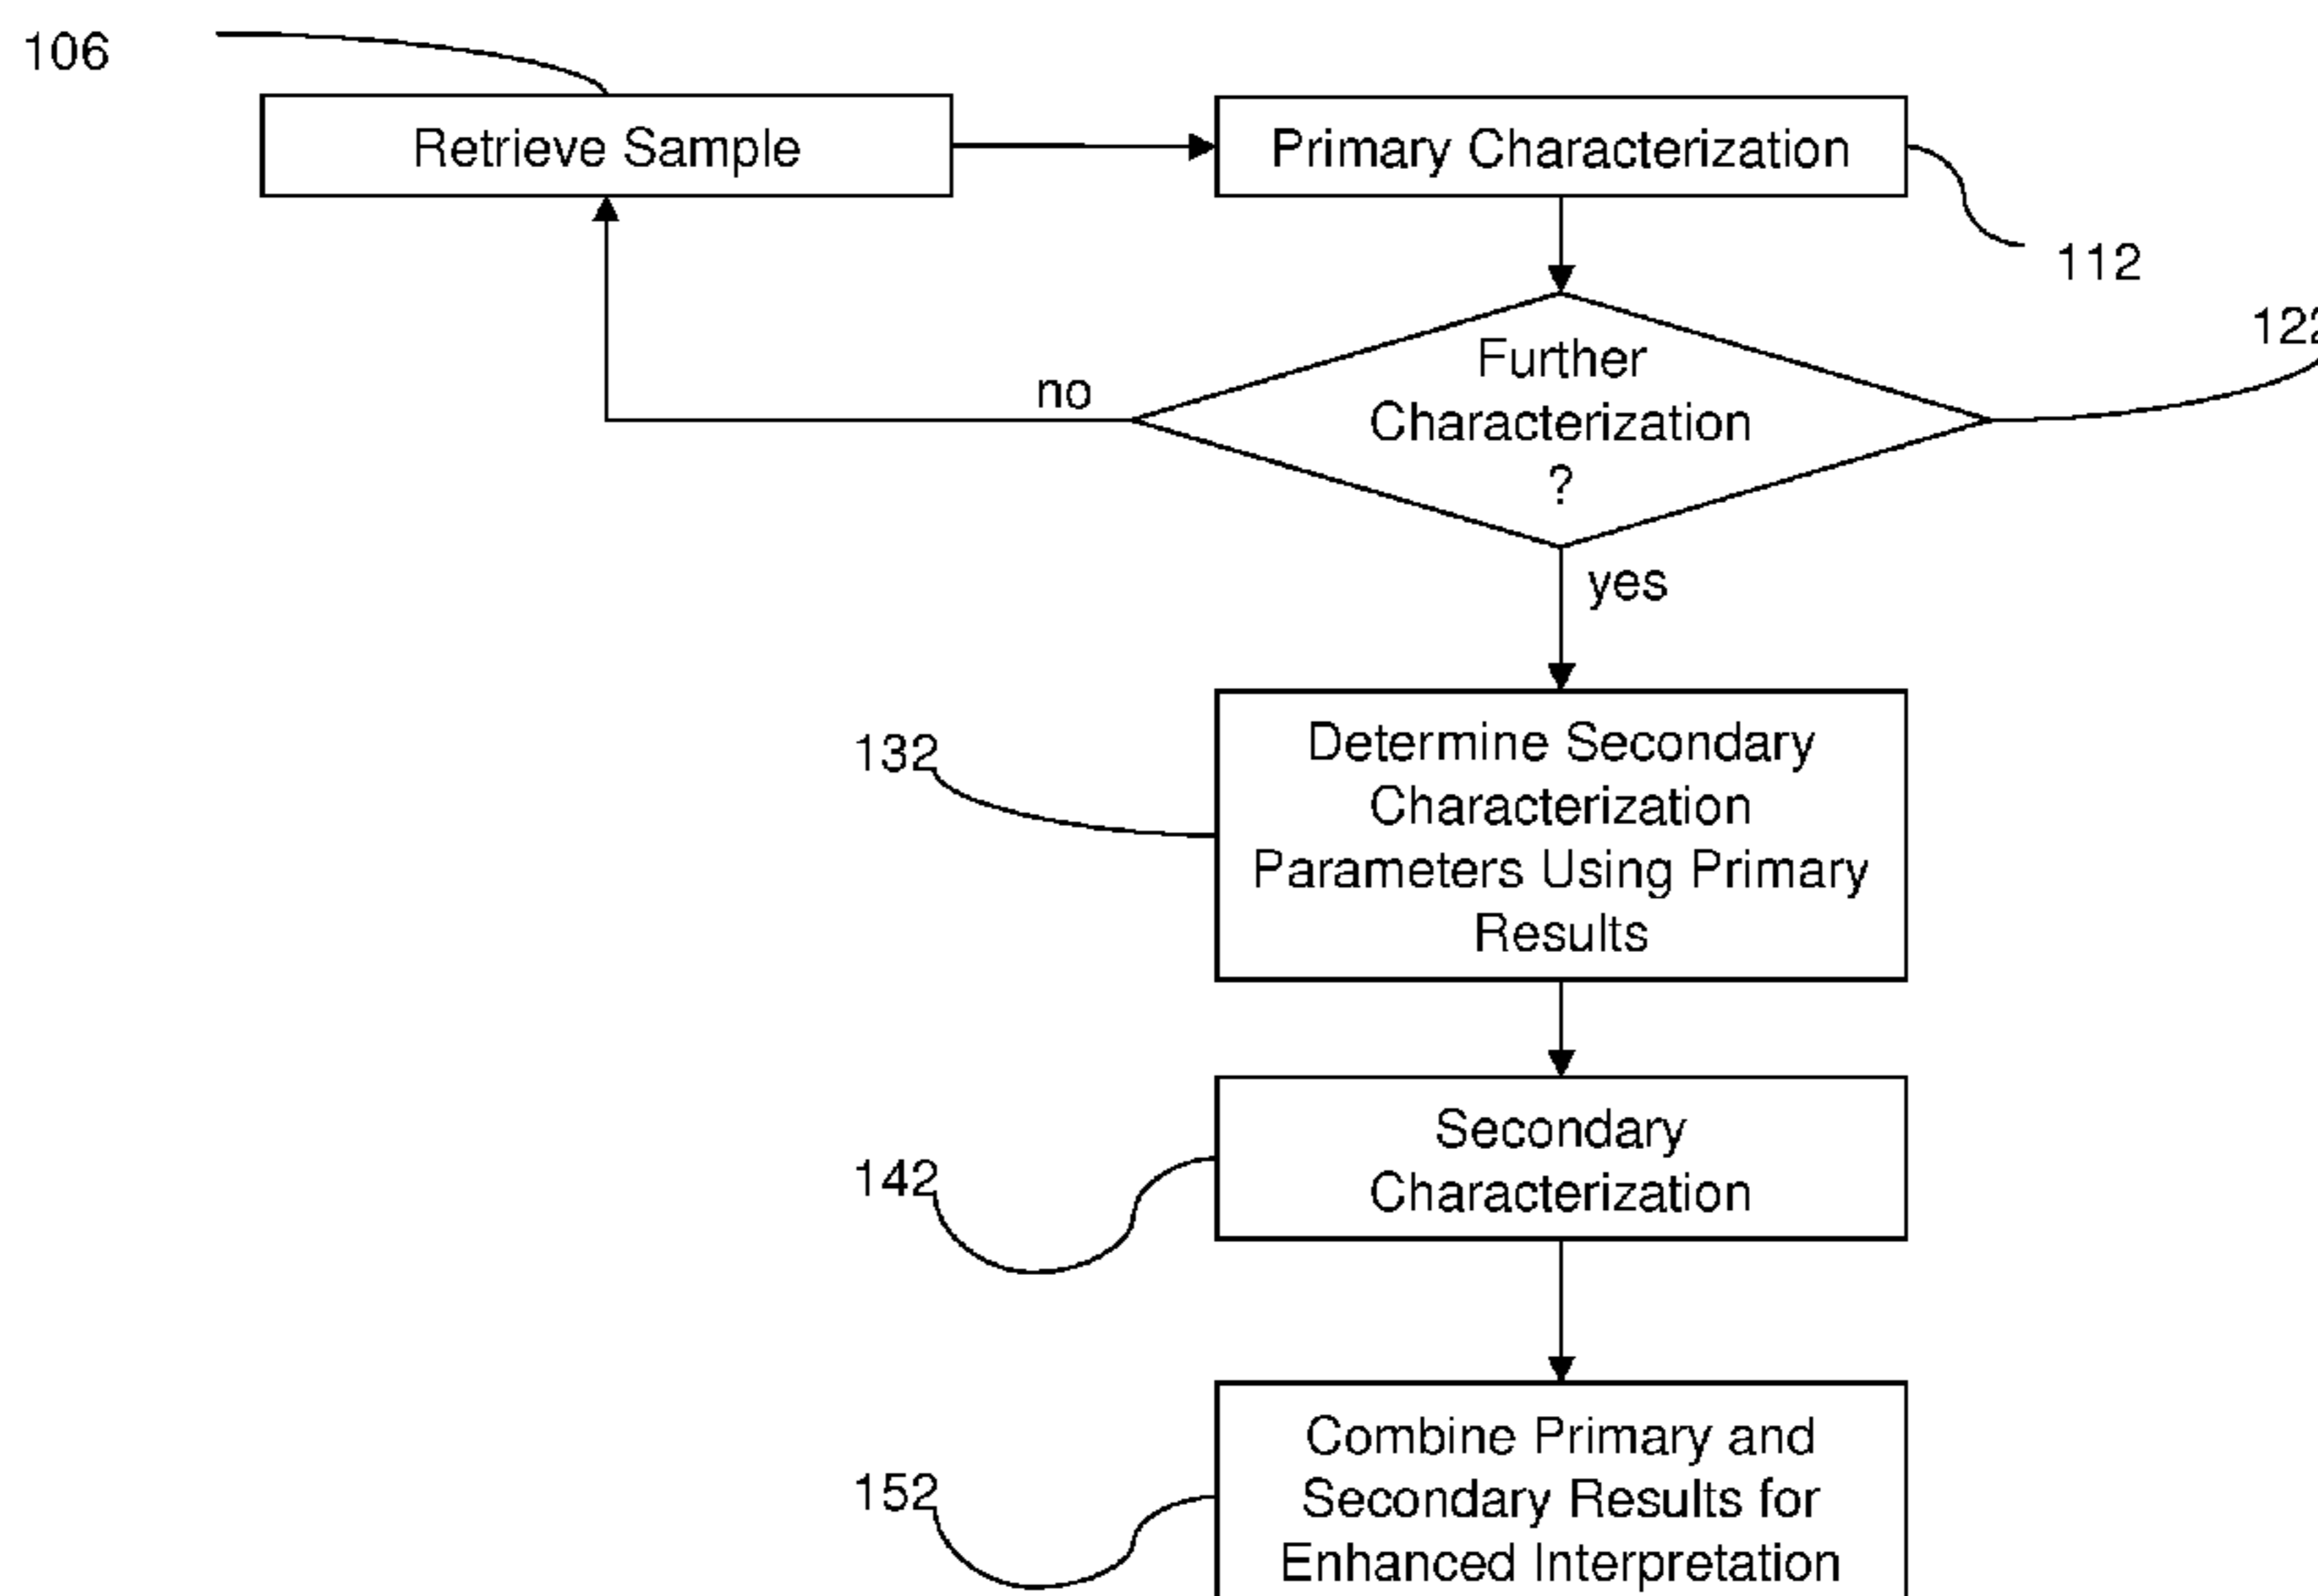 106
Retrieve Sample
Primary Characterization
112
122
Further
Characterization
?
no
yes
132
Determine Secondary
Characterization
Parameters Using Primary
Results
142
Secondary
Characterization
152
Combine Primary and
Secondary Results for
Enhanced Interpretation